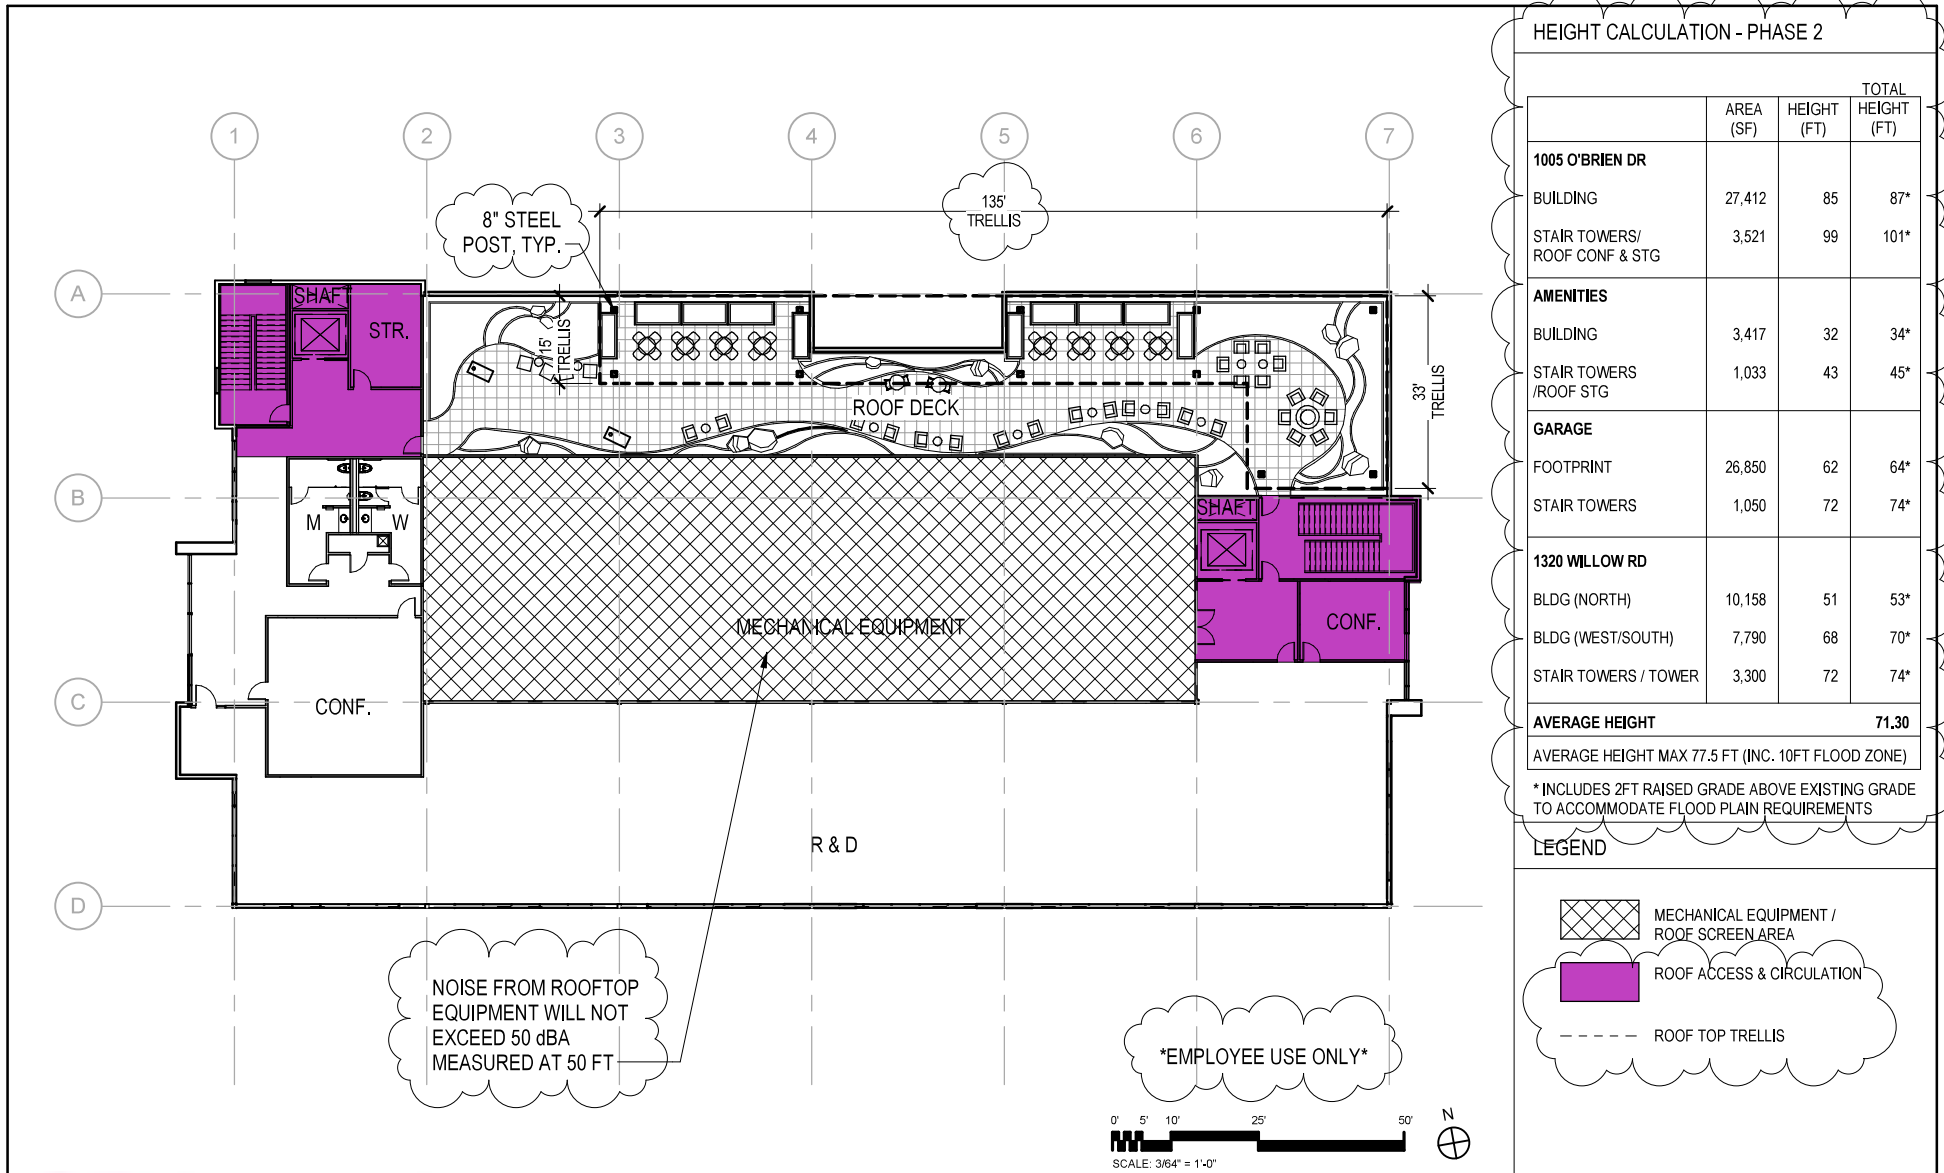 1
2
3
4
5
6
7
A
B
C
D
8" STEEL
POST, TYP.
135'
TRELLIS
15'
TRELLIS
33'
TRELLIS
SHAFT
STR.
ROOF DECK
M
W
SHAFT
CONF.
MECHANICAL EQUIPMENT
CONF.
R & D
NOISE FROM ROOFTOP
EQUIPMENT WILL NOT
EXCEED 50 dBA
MEASURED AT 50 FT
*EMPLOYEE USE ONLY*
0' 5' 10' 25' 50'
SCALE: 3/64" = 1'-0"
N
HEIGHT CALCULATION - PHASE 2
AREA (SF) HEIGHT (FT) TOTAL HEIGHT (FT)
1005 O'BRIEN DR
BUILDING 27,412 85 87*
STAIR TOWERS/ 3,521 99 101*
ROOF CONF & STG
AMENITIES
BUILDING 3,417 32 34*
STAIR TOWERS 1,033 43 45*
/ROOF STG
GARAGE
FOOTPRINT 26,850 62 64*
STAIR TOWERS 1,050 72 74*
1320 WILLOW RD
BLDG (NORTH) 10,158 51 53*
BLDG (WEST/SOUTH) 7,790 68 70*
STAIR TOWERS / TOWER 3,300 72 74*
AVERAGE HEIGHT 71.30
AVERAGE HEIGHT MAX 77.5 FT (INC. 10FT FLOOD ZONE)
* INCLUDES 2FT RAISED GRADE ABOVE EXISTING GRADE
TO ACCOMMODATE FLOOD PLAIN REQUIREMENTS
LEGEND
MECHANICAL EQUIPMENT /
ROOF SCREEN AREA
ROOF ACCESS & CIRCULATION
ROOF TOP TRELLIS